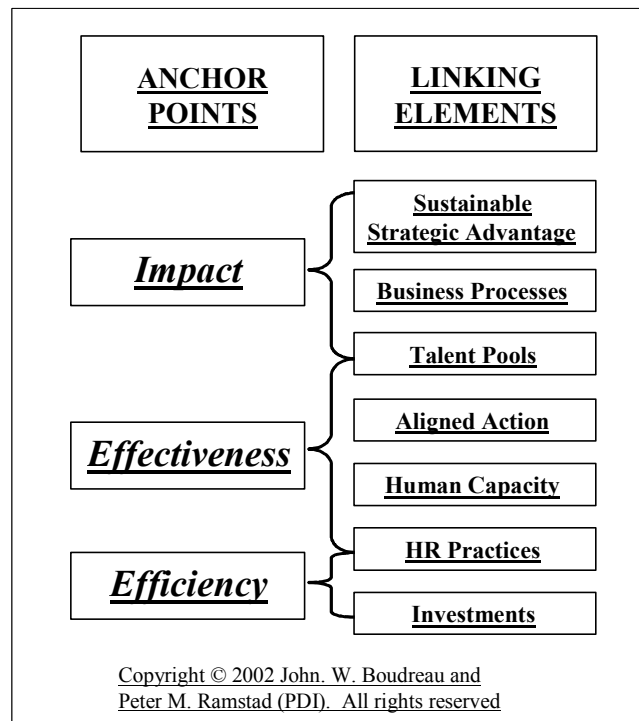 ANCHOR
POINTS
LINKING
ELEMENTS
Impact
Effectiveness
Efficiency
Sustainable
Strategic Advantage
Business Processes
Talent Pools
Aligned Action
Human Capacity
HR Practices
Investments
Copyright © 2002 John. W. Boudreau and
Peter M. Ramstad (PDI).  All rights reserved